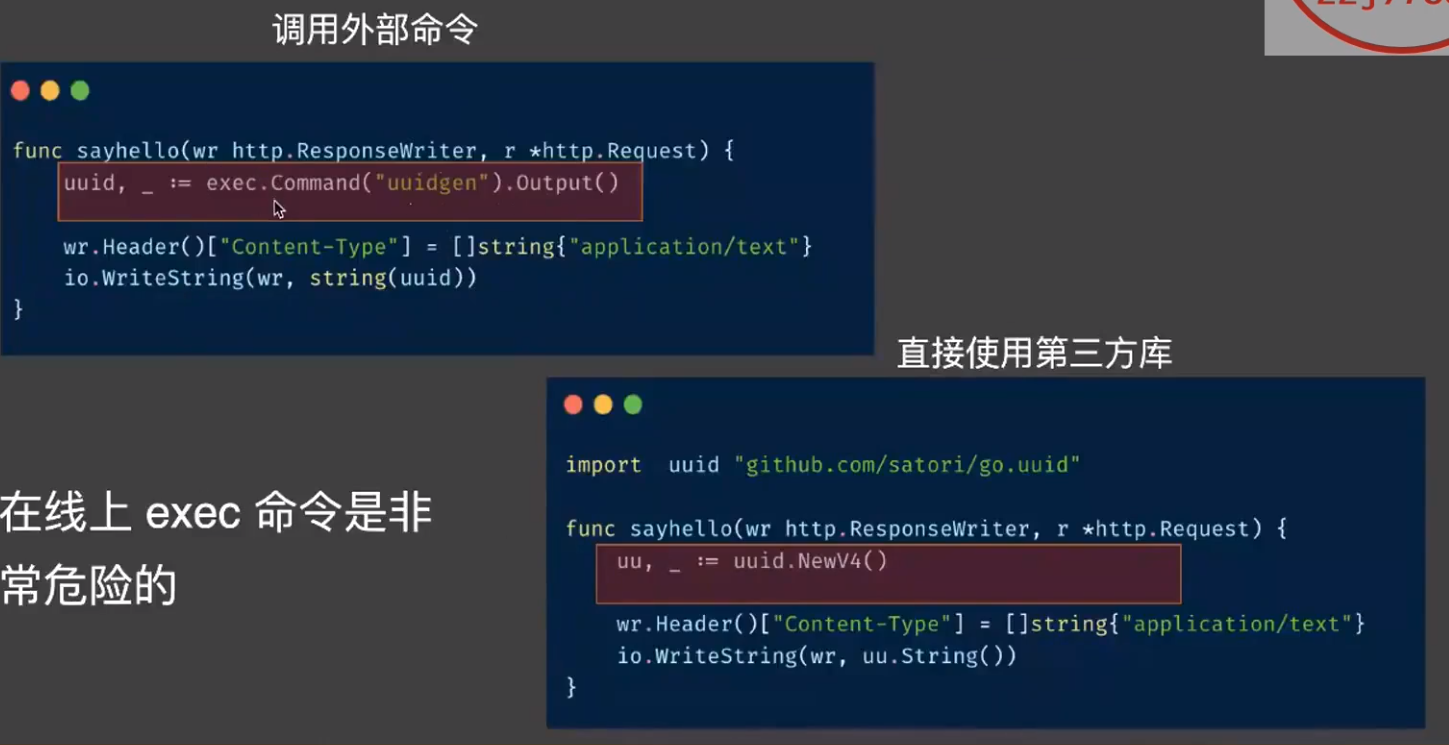 调用外部命令
func sayhello(wr http.ResponseWriter, r *http.Request) {
uuid, _ := exec.Command("uuidgen").Output()
wr.Header()["Content-Type"] = []string{"application/text"}
io.WriteString(wr, string(uuid))
}
直接使用第三方库
import uuid "github.com/satori/go.uuid"
func sayhello(wr http.ResponseWriter, r *http.Request) {
uu, _ := uuid.NewV4()
wr.Header()["Content-Type"] = []string{"application/text"}
io.WriteString(wr, uu.String())
}
在线上 exec 命令是非
常危险的